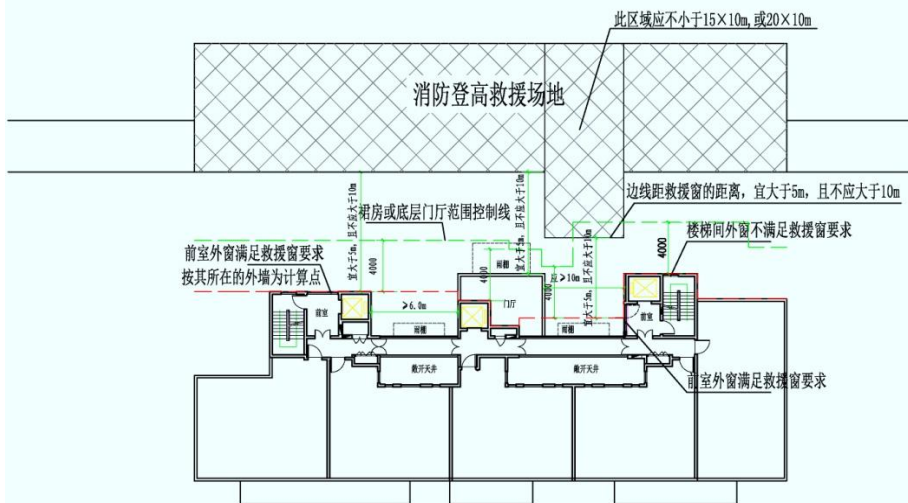 此区域应不小于15×10m,或20×10m
消防登高救援场地
宜大于5m, 且不应大于10m
宜大于5m, 且不应大于10m
边线距救援窗的距离, 宜大于5m, 且不应大于10m
裙房或底层门厅范围控制线
楼梯间外窗不满足救援窗要求
前室外窗满足救援窗要求
按其所在的外墙为计算点
4000
4000
雨棚
应≥10m
4000
4000
宜大于5m, 且不应大于10m
≥6.0m
门厅
前室
前室
雨棚
雨棚
敞开天井
敞开天井
前室外窗满足救援窗要求